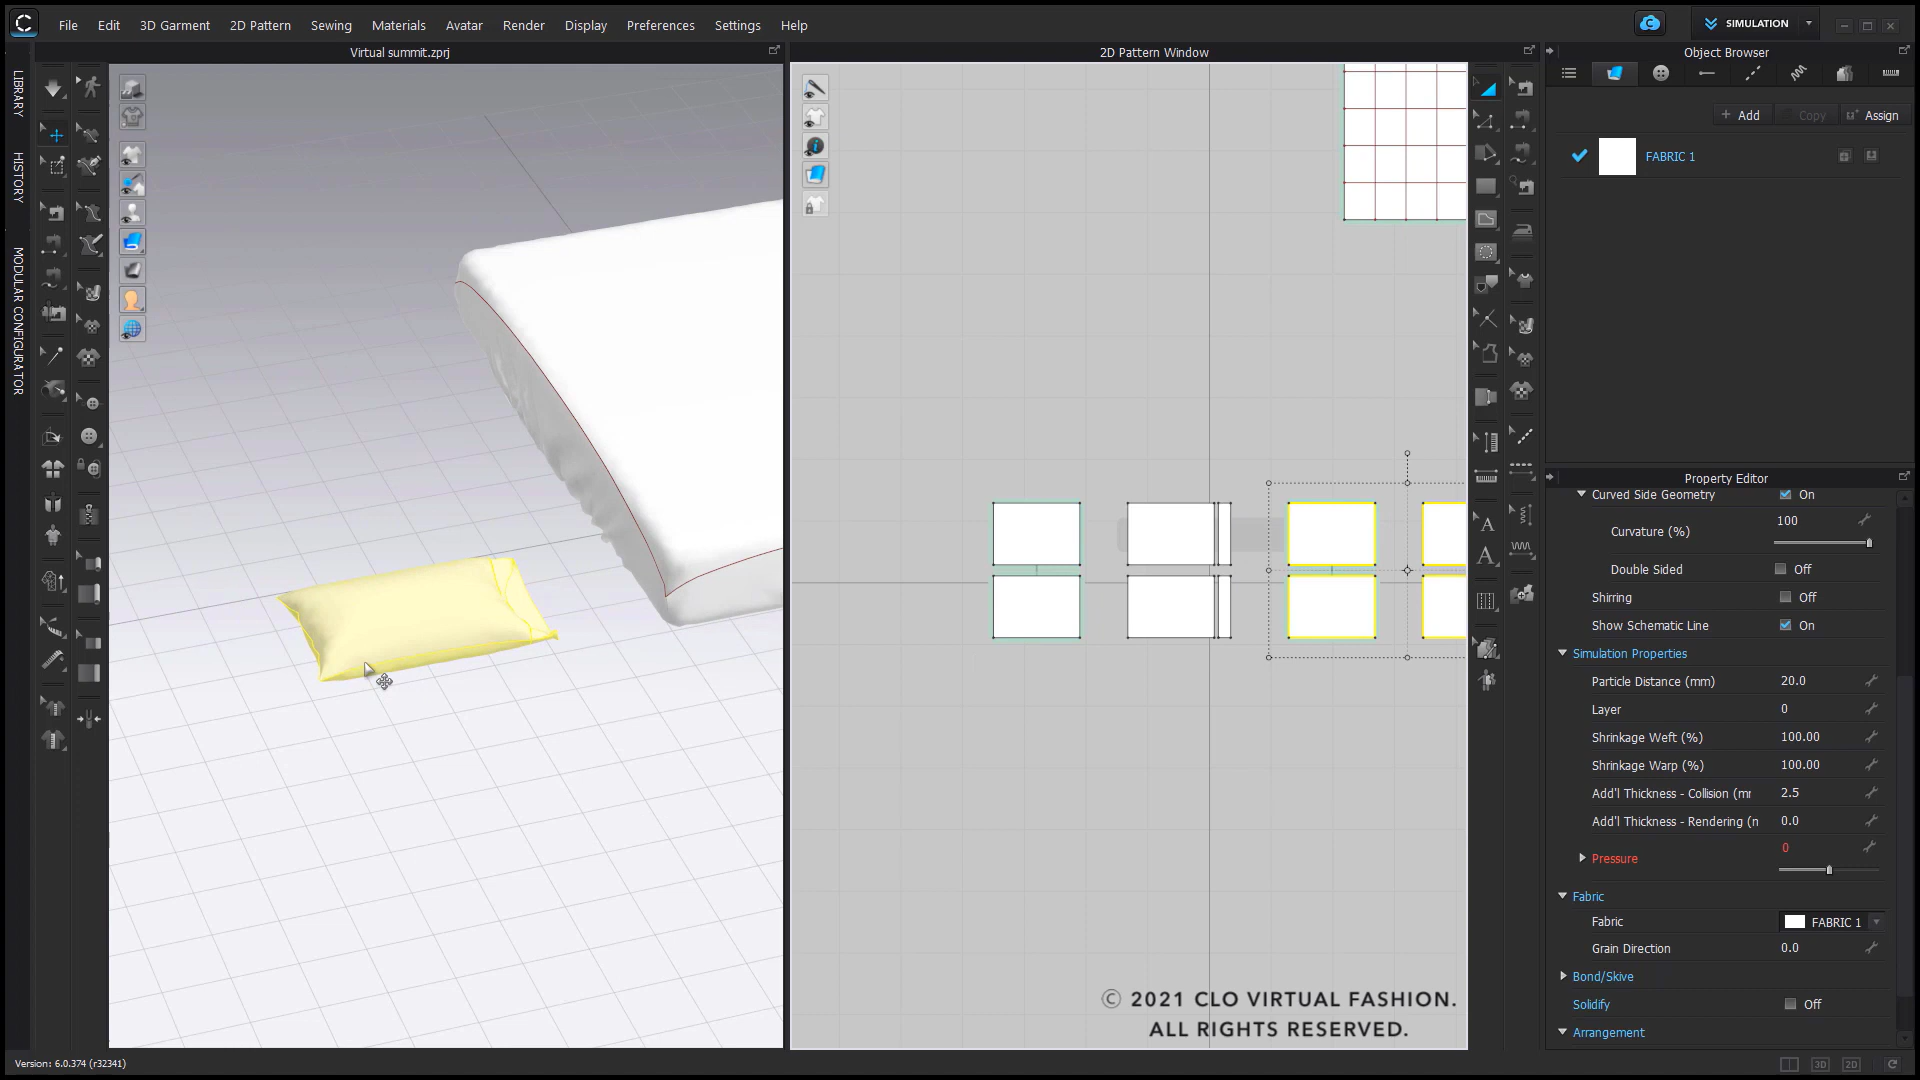 File Edit 3D Garment 2D Pattern Sewing Materials Avatar Render Display Preferences Settings Help
SIMULATION
Virtual summit.zprj
2D Pattern Window
Object Browser
LIBRARY
HISTORY
MODULAR CONFIGURATOR
+ Add Copy Assign
FABRIC 1
Property Editor
Curved Side Geometry On
Curvature (%) 100
Double Sided Off
Shirring Off
Show Schematic Line On
Simulation Properties
Particle Distance (mm) 20.0
Layer 0
Shrinkage Weft (%) 100.00
Shrinkage Warp (%) 100.00
Add'l Thickness - Collision (mr 2.5
Add'l Thickness - Rendering (n 0.0
Pressure 0
Fabric
Fabric FABRIC 1
Grain Direction 0.0
Bond/Skive
Solidify Off
Arrangement
© 2021 CLO VIRTUAL FASHION.
ALL RIGHTS RESERVED.
Version: 6.0.374 (r32341)
3D 2D